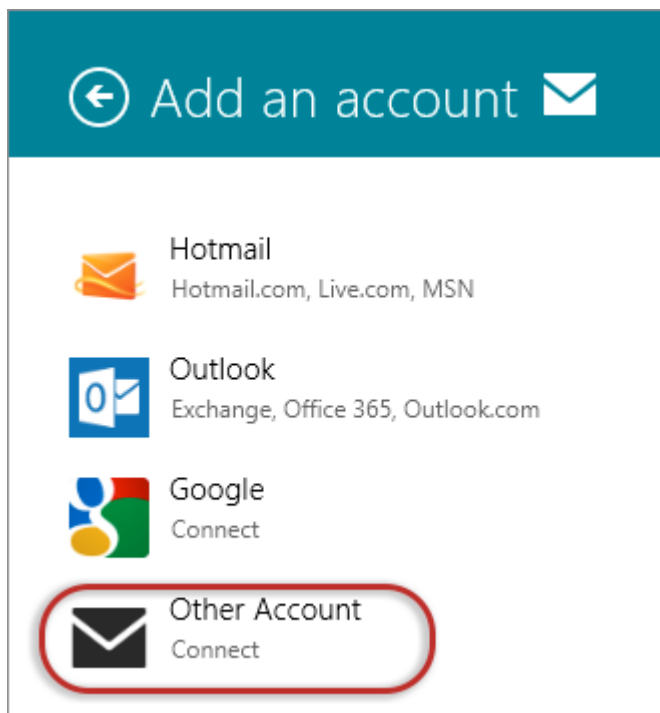 Add an account
Hotmail
Hotmail.com, Live.com, MSN
Outlook
Exchange, Office 365, Outlook.com
Google
Connect
Other Account
Connect